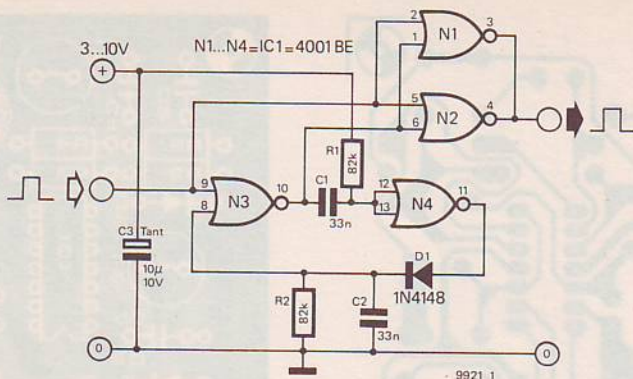 3...10V
N1...N4=IC1=4001 BE
2
1
N1
3
5
6
N2
4
R1
82k
9
8
N3
10
C1
33n
12
13
N4
11
C3 Tant
10µ
10V
D1
1N4148
R2
82k
C2
33n
+
0
0
9921 1